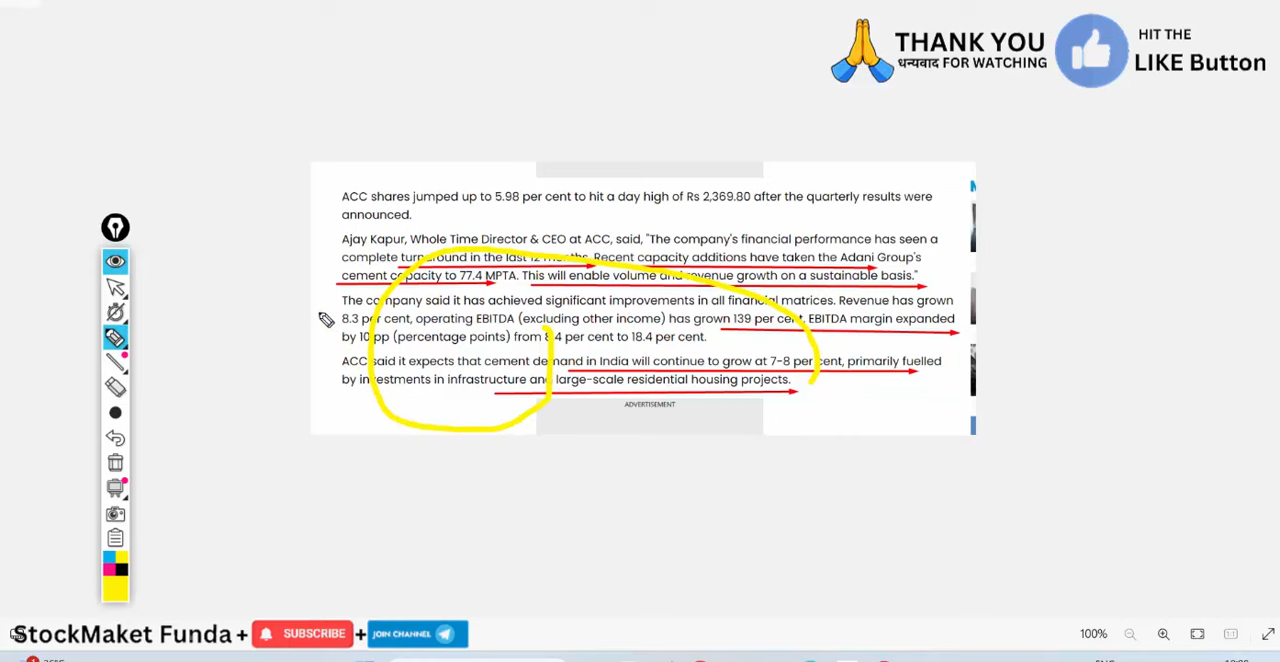 THANK YOU
धन्यवाद FOR WATCHING
HIT THE
LIKE Button
ACC shares jumped up to 5.98 per cent to hit a day high of Rs 2,369.80 after the quarterly results were
announced.
Ajay Kapur, Whole Time Director & CEO at ACC, said, "The company's financial performance has seen a
complete turnaround in the last 12 months. Recent capacity additions have taken the Adani Group's
cement capacity to 77.4 MPTA. This will enable volume and revenue growth on a sustainable basis."
The company said it has achieved significant improvements in all financial matrices. Revenue has grown
8.3 per cent, operating EBITDA (excluding other income) has grown 139 per cent. EBITDA margin expanded
by 10 pp (percentage points) from 8.4 per cent to 18.4 per cent.
ACC said it expects that cement demand in India will continue to grow at 7-8 per cent, primarily fuelled
by investments in infrastructure and large-scale residential housing projects.
ADVERTISEMENT
StockMaket Funda + SUBSCRIBE + JOIN CHANNEL
100%
1:1